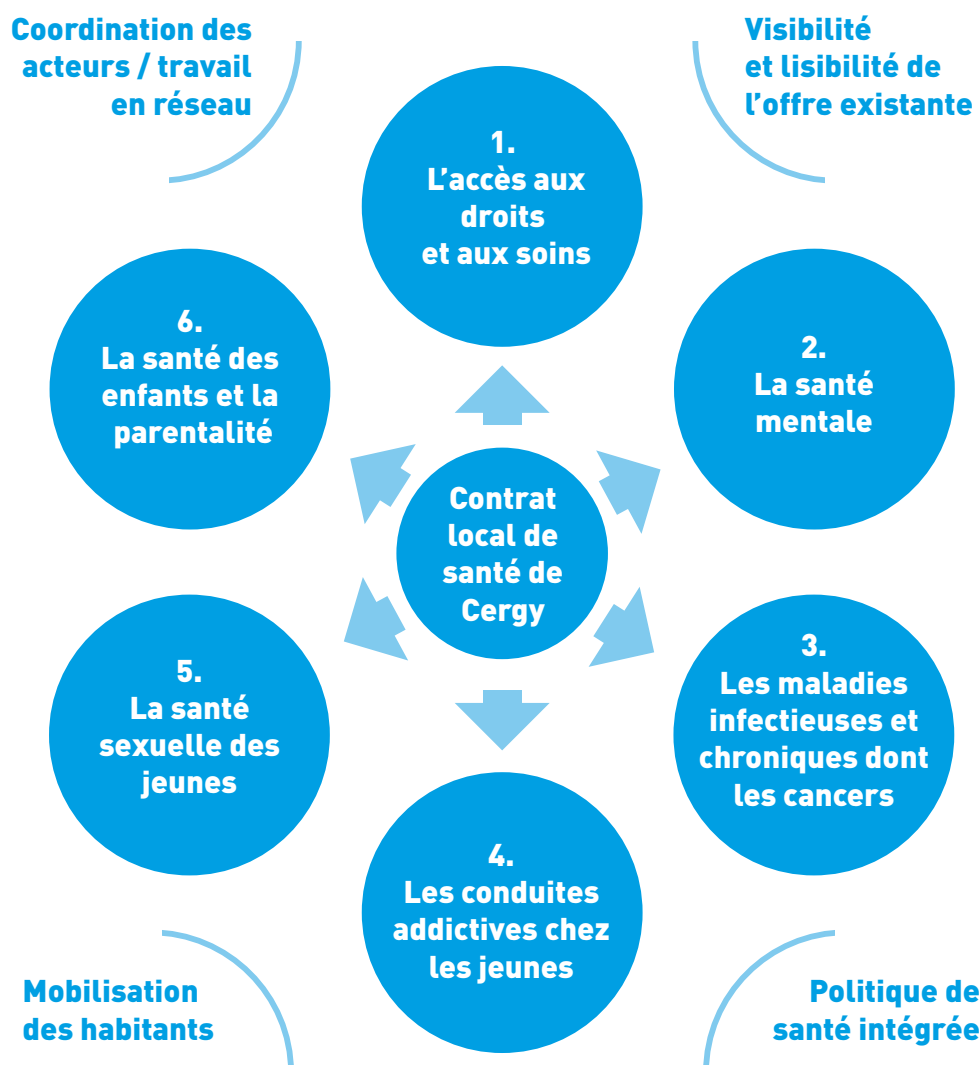 Coordination des
acteurs / travail
en réseau
Visibilité
et lisibilité de
l'offre existante
1.
L'accès aux
droits
et aux soins
6.
La santé des
enfants et la
parentalité
2.
La santé
mentale
Contrat
local de
santé de
Cergy
5.
La santé
sexuelle des
jeunes
3.
Les maladies
infectieuses et
chroniques dont
les cancers
4.
Les conduites
addictives chez
les jeunes
Mobilisation
des habitants
Politique de
santé intégrée